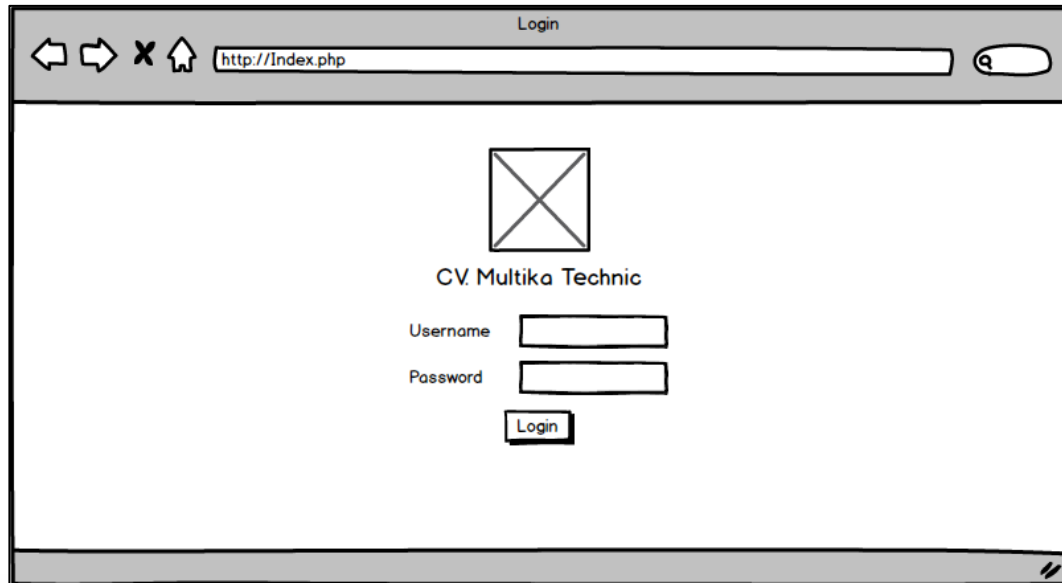 Login
http://Index.php
CV. Multika Technic
Username
Password
Login